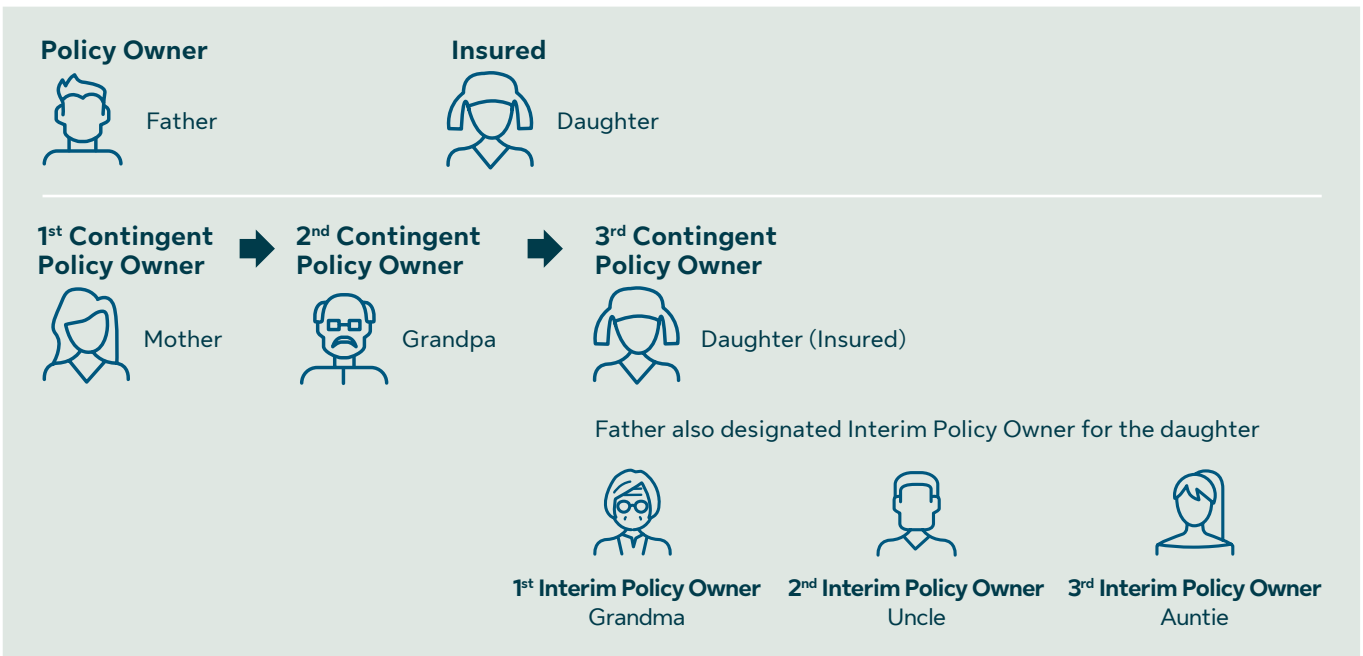 Policy Owner
Insured
Father
Daughter
1st Contingent
Policy Owner
2nd Contingent
Policy Owner
3rd Contingent
Policy Owner
Mother
Grandpa
Daughter (Insured)
Father also designated Interim Policy Owner for the daughter
1st Interim Policy Owner
Grandma
2nd Interim Policy Owner
Uncle
3rd Interim Policy Owner
Auntie